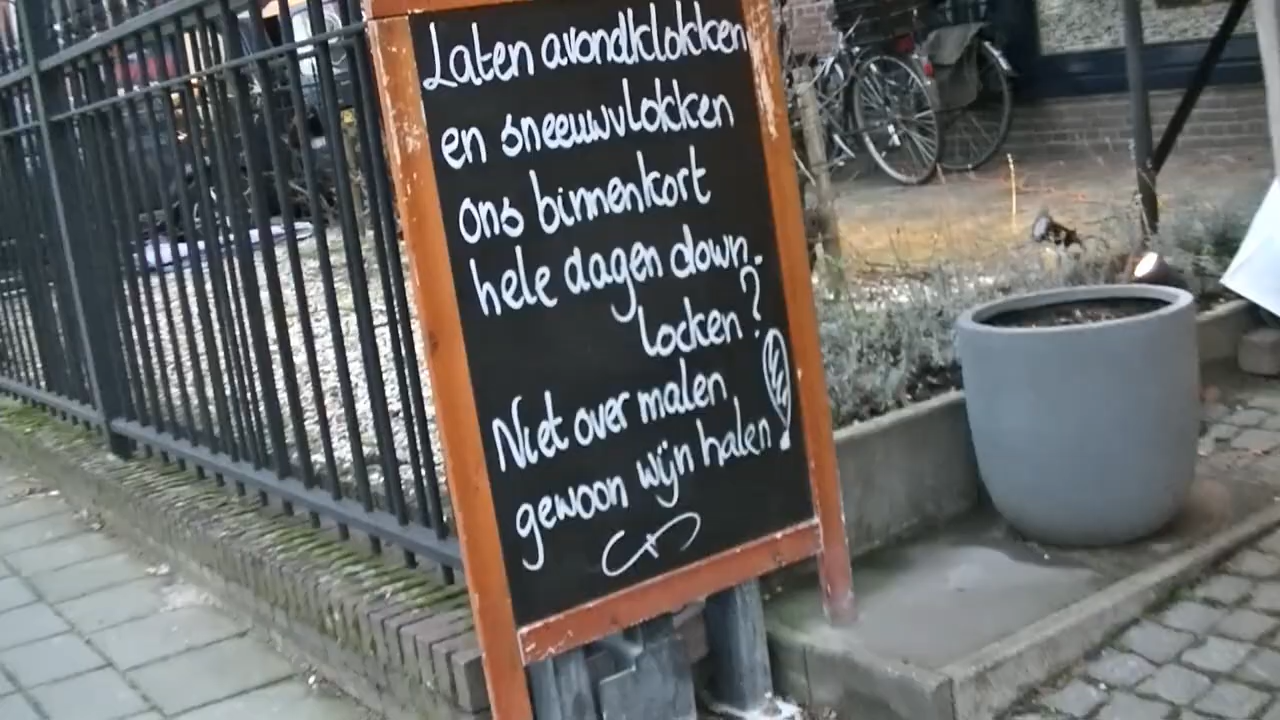 Laten avondklokken
en sneeuwvlokken
ons binnenkort
hele dagen down-
locken?
Niet over malen,
gewoon wijn halen!